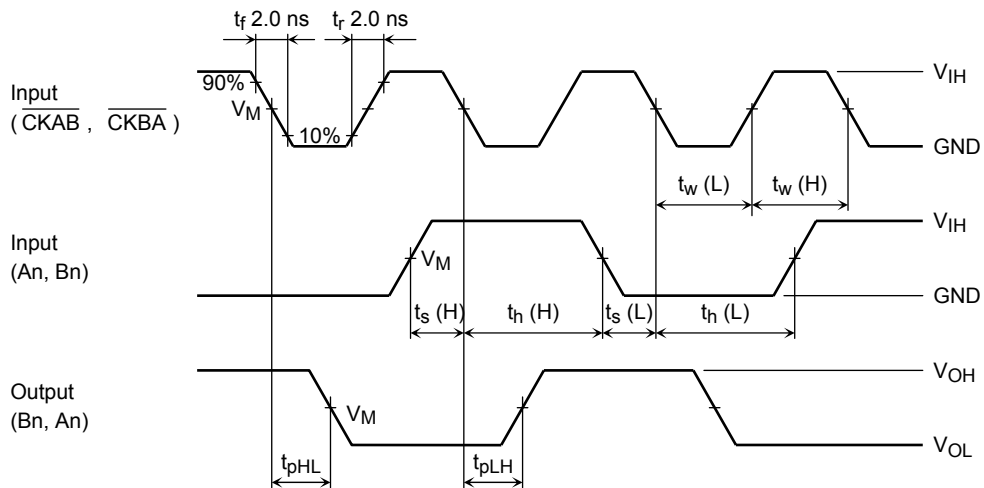 tf 2.0 ns tr 2.0 ns
Input
(CKAB, CKBA)
90%
VM
10%
VIH
GND
tw (L) tw (H)
Input
(An, Bn)
VM
VIH
GND
ts (H) th (H) ts (L) th (L)
Output
(Bn, An)
VM
VOH
VOL
tpHL tpLH